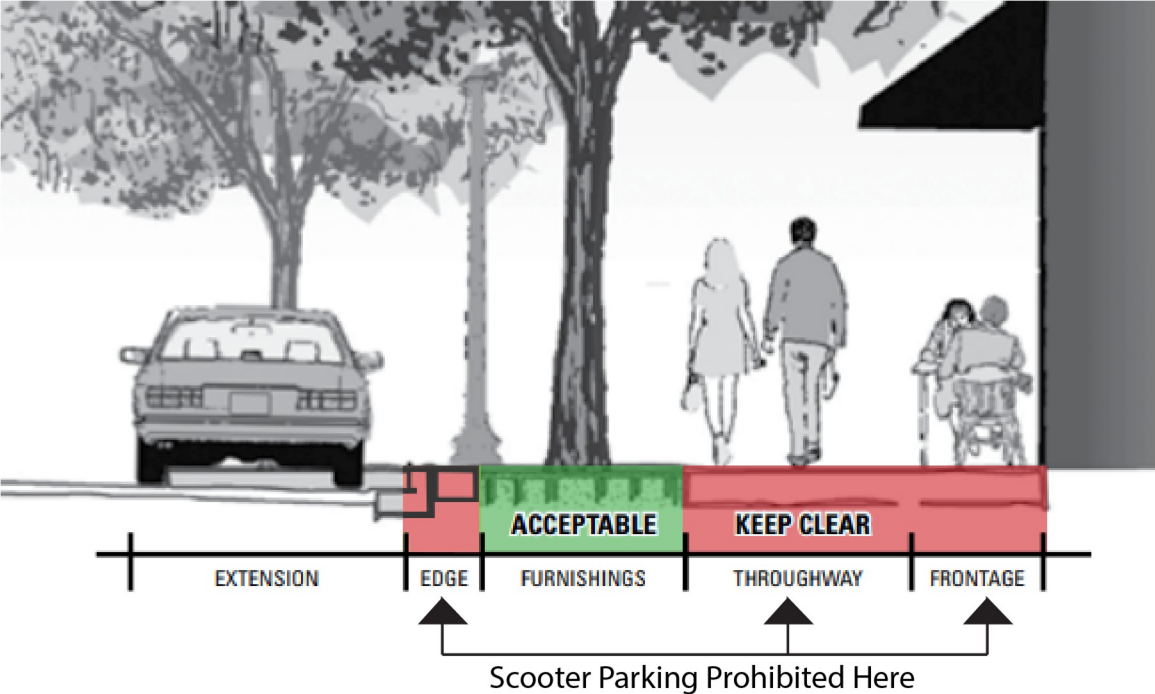 ACCEPTABLE KEEP CLEAR
EXTENSION EDGE FURNISHINGS THROUGHWAY FRONTAGE
Scooter Parking Prohibited Here